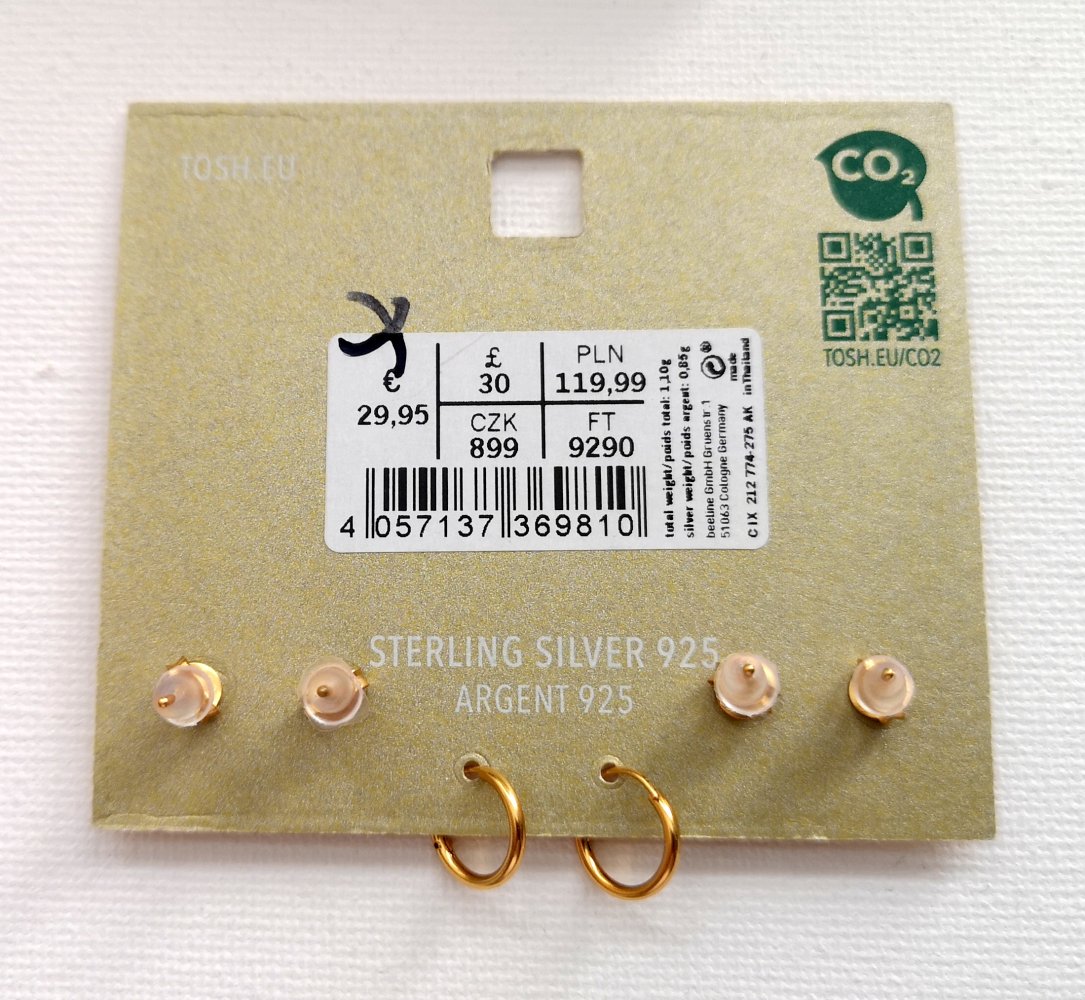 TOSH.EU
CO2
TOSH.EU/CO2
€
29,95
£
30
PLN
119,99
CZK
899
FT
9290
4 057137 369810
total weight/poids total: 1,10g
silver weight/poids argent: 0,85g
beeline GmbH Gruenstr 1
51063 Cologne Germany
made
in Thailand
CIX 212 774-275 AK
STERLING SILVER 925
ARGENT 925